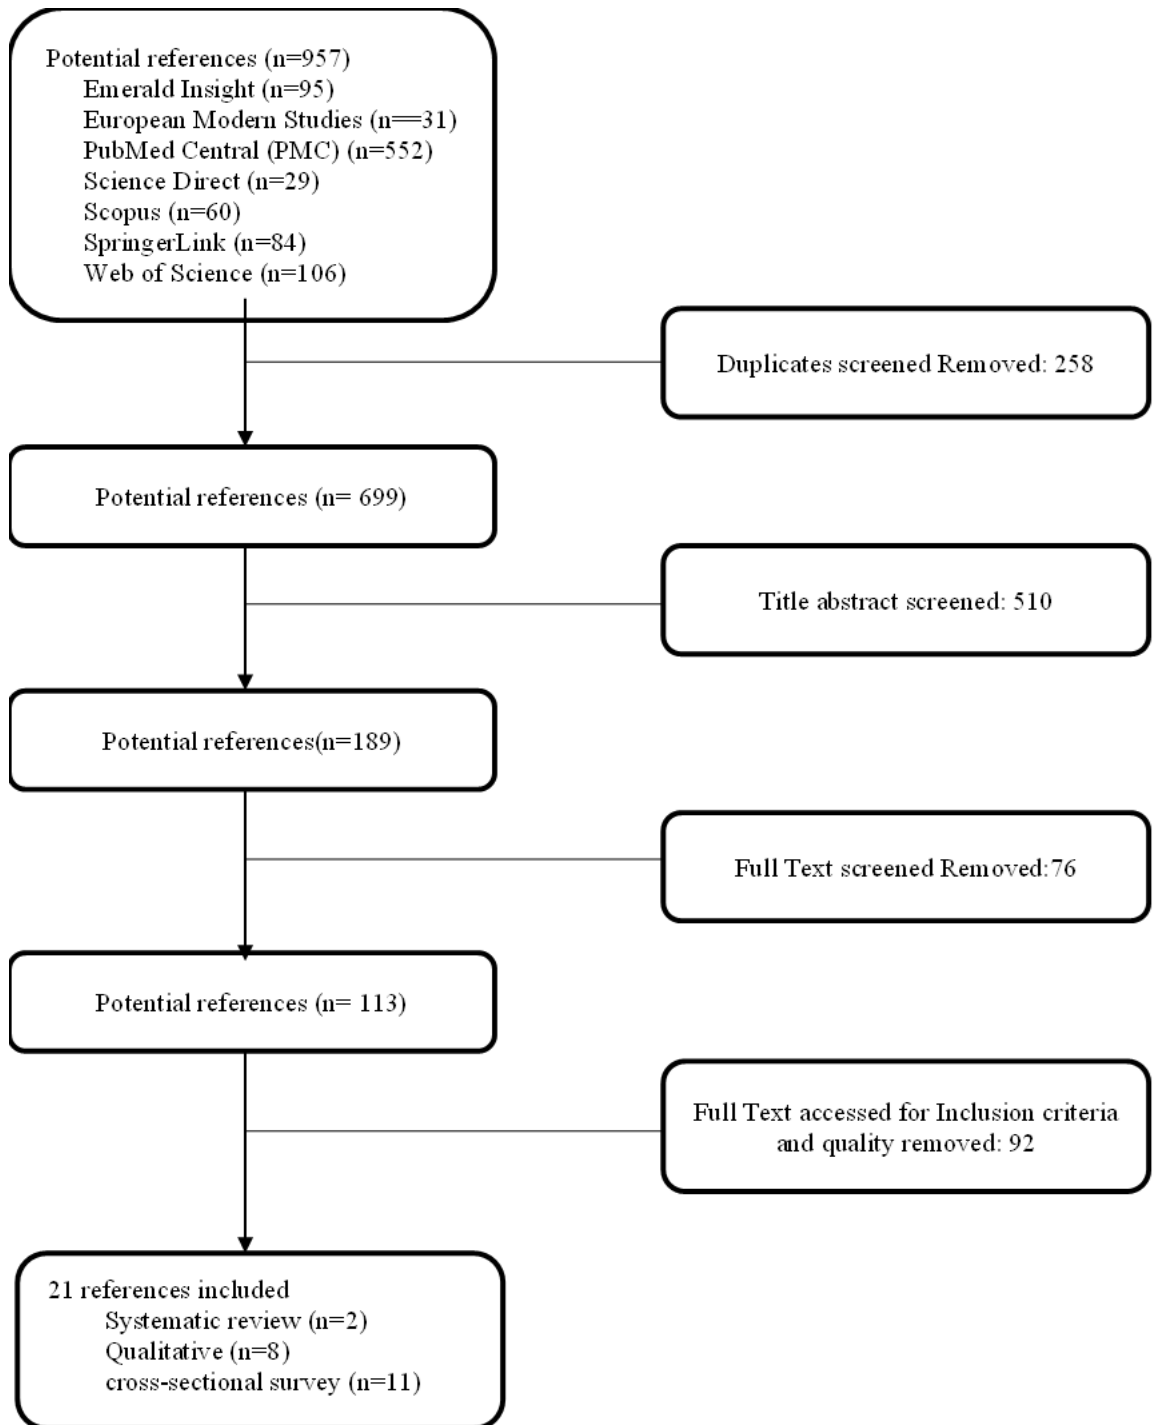 Potential references (n=957)
Emerald Insight (n=95)
European Modern Studies (n==31)
PubMed Central (PMC) (n=552)
Science Direct (n=29)
Scopus (n=60)
SpringerLink (n=84)
Web of Science (n=106)
Duplicates screened Removed: 258
Potential references (n= 699)
Title abstract screened: 510
Potential references(n=189)
Full Text screened Removed:76
Potential references (n= 113)
Full Text accessed for Inclusion criteria
and quality removed: 92
21 references included
Systematic review (n=2)
Qualitative (n=8)
cross-sectional survey (n=11)